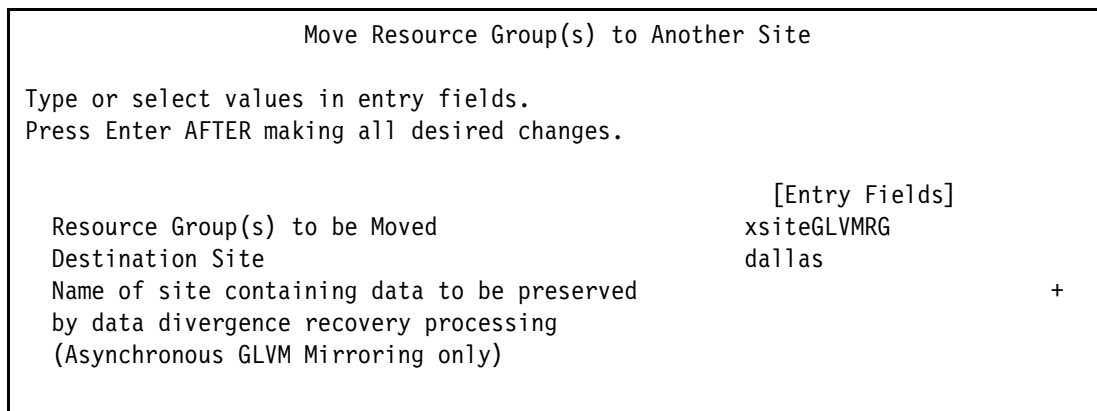 Move Resource Group(s) to Another Site
Type or select values in entry fields.
Press Enter AFTER making all desired changes.
[Entry Fields]
Resource Group(s) to be Moved xsiteGLVMRG
Destination Site dallas
Name of site containing data to be preserved +
by data divergence recovery processing
(Asynchronous GLVM Mirroring only)